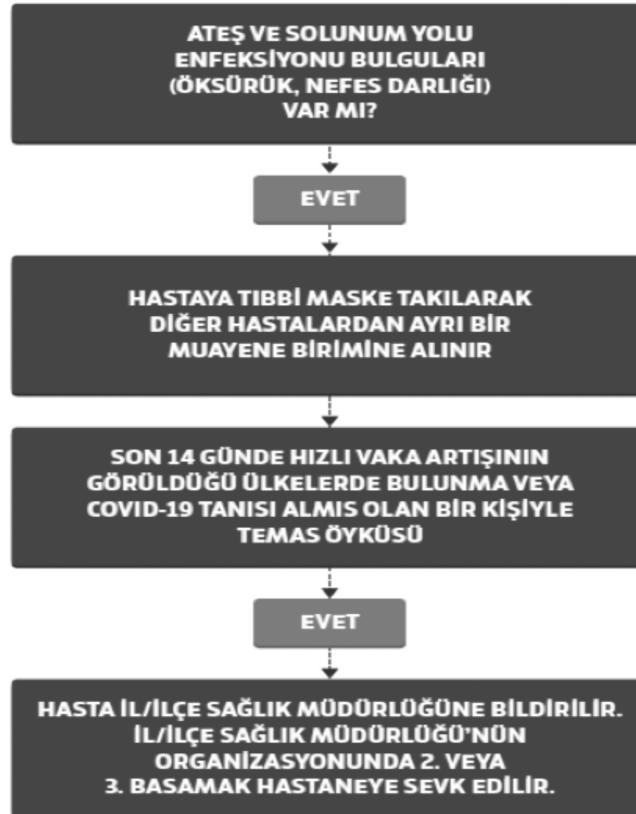 ATEŞ VE SOLUNUM YOLU
ENFEKSİYONU BULGULARI
(ÖKSÜRÜK, NEFES DARLIĞI)
VAR MI?
EVET
HASTAYA TIBBİ MASKE TAKILARAK
DİĞER HASTALARDAN AYRI BİR
MUAYENE BİRİMİNE ALINIR
SON 14 GÜNDE HIZLI VAKA ARTIŞININ
GÖRÜLDÜĞÜ ÜLKELERDE BULUNMA VEYA
COVID-19 TANISI ALMIS OLAN BİR KİŞİYLE
TEMAS ÖYKÜSÜ
EVET
HASTA İL/İLÇE SAĞLIK MÜDÜRLÜĞÜNE BİLDİRİLİR.
İL/İLÇE SAĞLIK MÜDÜRLÜĞÜ'NÜN
ORGANİZASYONUNDA 2. VEYA
3. BASAMAK HASTANEYE SEVK EDİLİR.